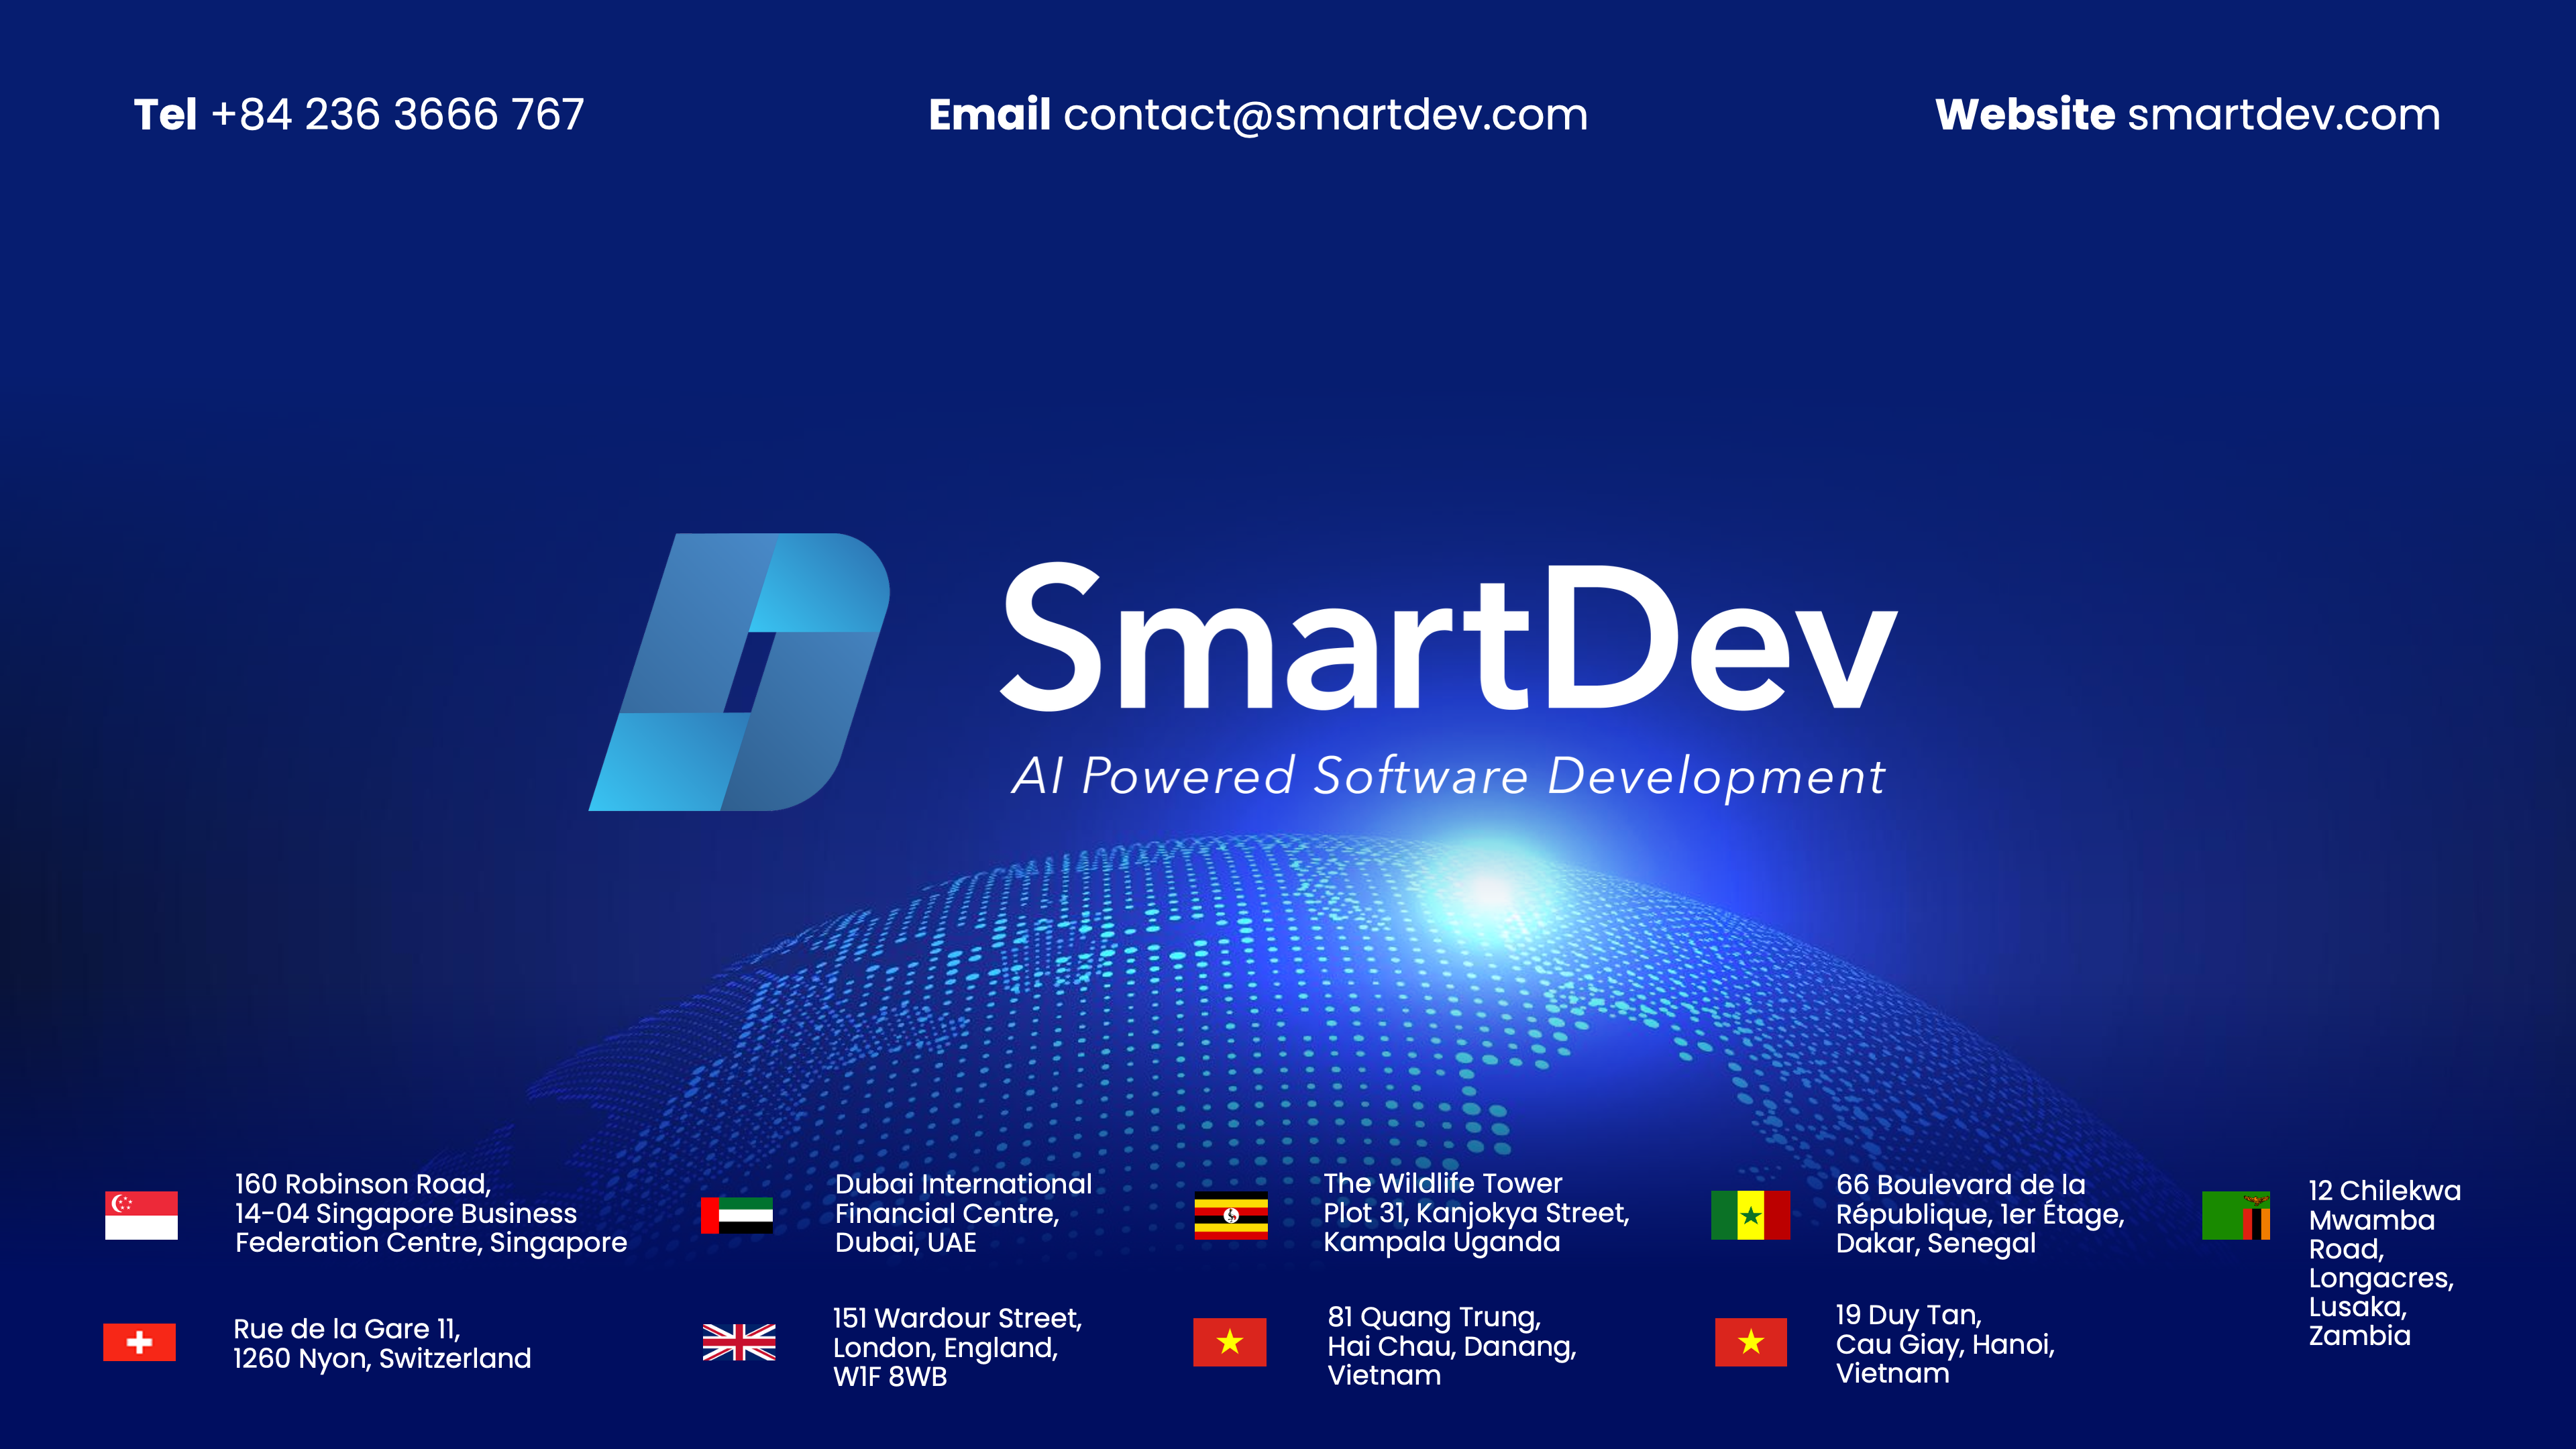 Tel +84 236 3666 767
Email contact@smartdev.com
Website smartdev.com
SmartDev
AI Powered Software Development
160 Robinson Road,
14-04 Singapore Business
Federation Centre, Singapore
Dubai International
Financial Centre,
Dubai, UAE
The Wildlife Tower
Plot 31, Kanjokya Street,
Kampala Uganda
66 Boulevard de la
République, 1er Étage,
Dakar, Senegal
12 Chilekwa
Mwamba
Road,
Longacres,
Lusaka,
Zambia
Rue de la Gare 11,
1260 Nyon, Switzerland
151 Wardour Street,
London, England,
W1F 8WB
81 Quang Trung,
Hai Chau, Danang,
Vietnam
19 Duy Tan,
Cau Giay, Hanoi,
Vietnam